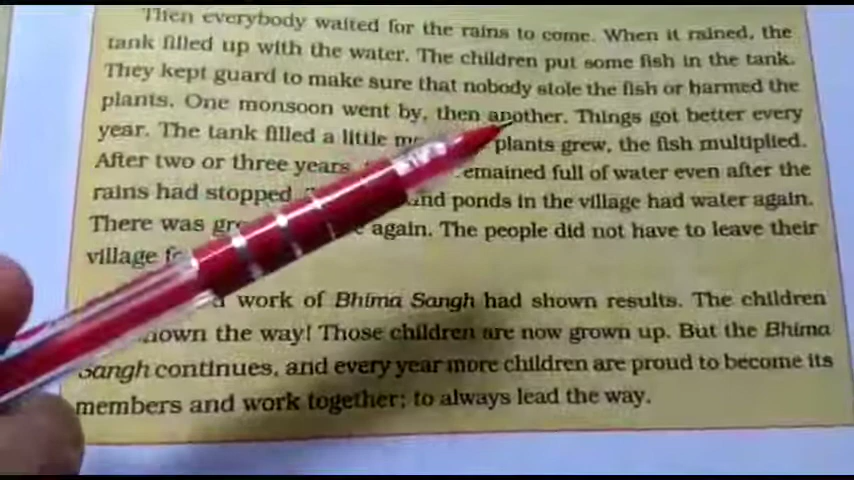 Then everybody waited for the rains to come. When it rained, the
tank filled up with the water. The children put some fish in the tank.
They kept guard to make sure that nobody stole the fish or harmed the
plants. One monsoon went by, then another. Things got better every
year. The tank filled a little plants grew, the fish multiplied.
After two or three years remained full of water even after the
rains had stopped. and ponds in the village had water again.
There was again. The people did not have to leave their
village
work of Bhima Sangh had shown results. The children
shown the way! Those children are now grown up. But the Bhima
Sangh continues, and every year more children are proud to become its
members and work together; to always lead the way.